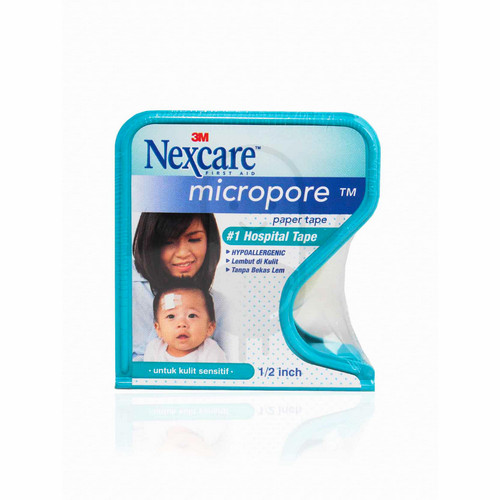 3M
Nexcare™
FIRST AID
micropore ™
paper tape
#1 Hospital Tape
HYPOALLERGENIC
Lembut di Kulit
Tanpa Bekas Lem
· untuk kulit sensitif ·
1/2 inch